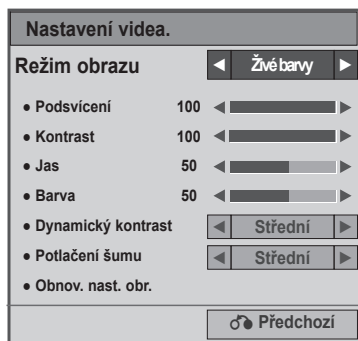 Nastavení videa.
Režim obrazu ◄ Živé barvy ►
● Podsvícení 100
● Kontrast 100
● Jas 50
● Barva 50
● Dynamický kontrast ◄ Střední ►
● Potlačení šumu ◄ Střední ►
● Obnov. nast. obr.
Předchozí